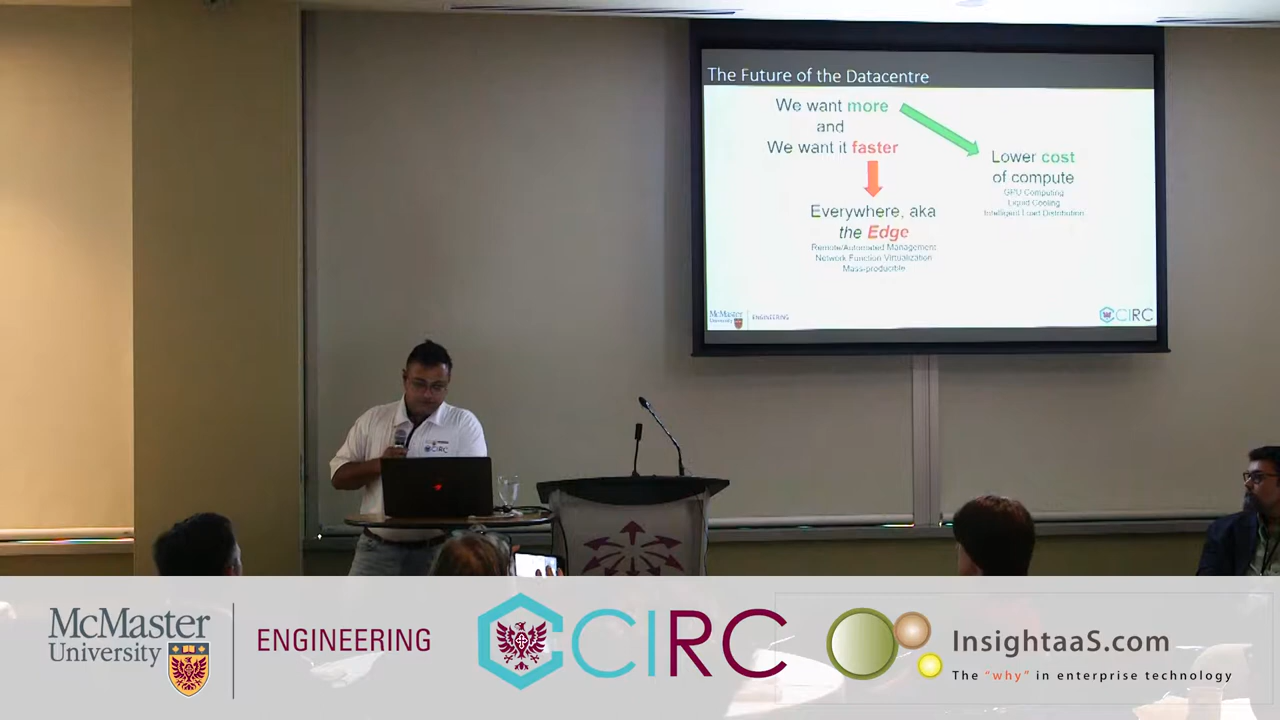 The Future of the Datacentre
We want more
and
We want it faster
Lower cost
of compute
GPU Computing
Liquid Cooling
Intelligent Load Distribution
Everywhere, aka
the Edge
Remote/Automated Management
Network Function Virtualization
Mass-producible
McMaster
University
ENGINEERING
CIRC
CIRC
McMaster
University
ENGINEERING
CIRC
InsightaaS.com
The “why” in enterprise technology